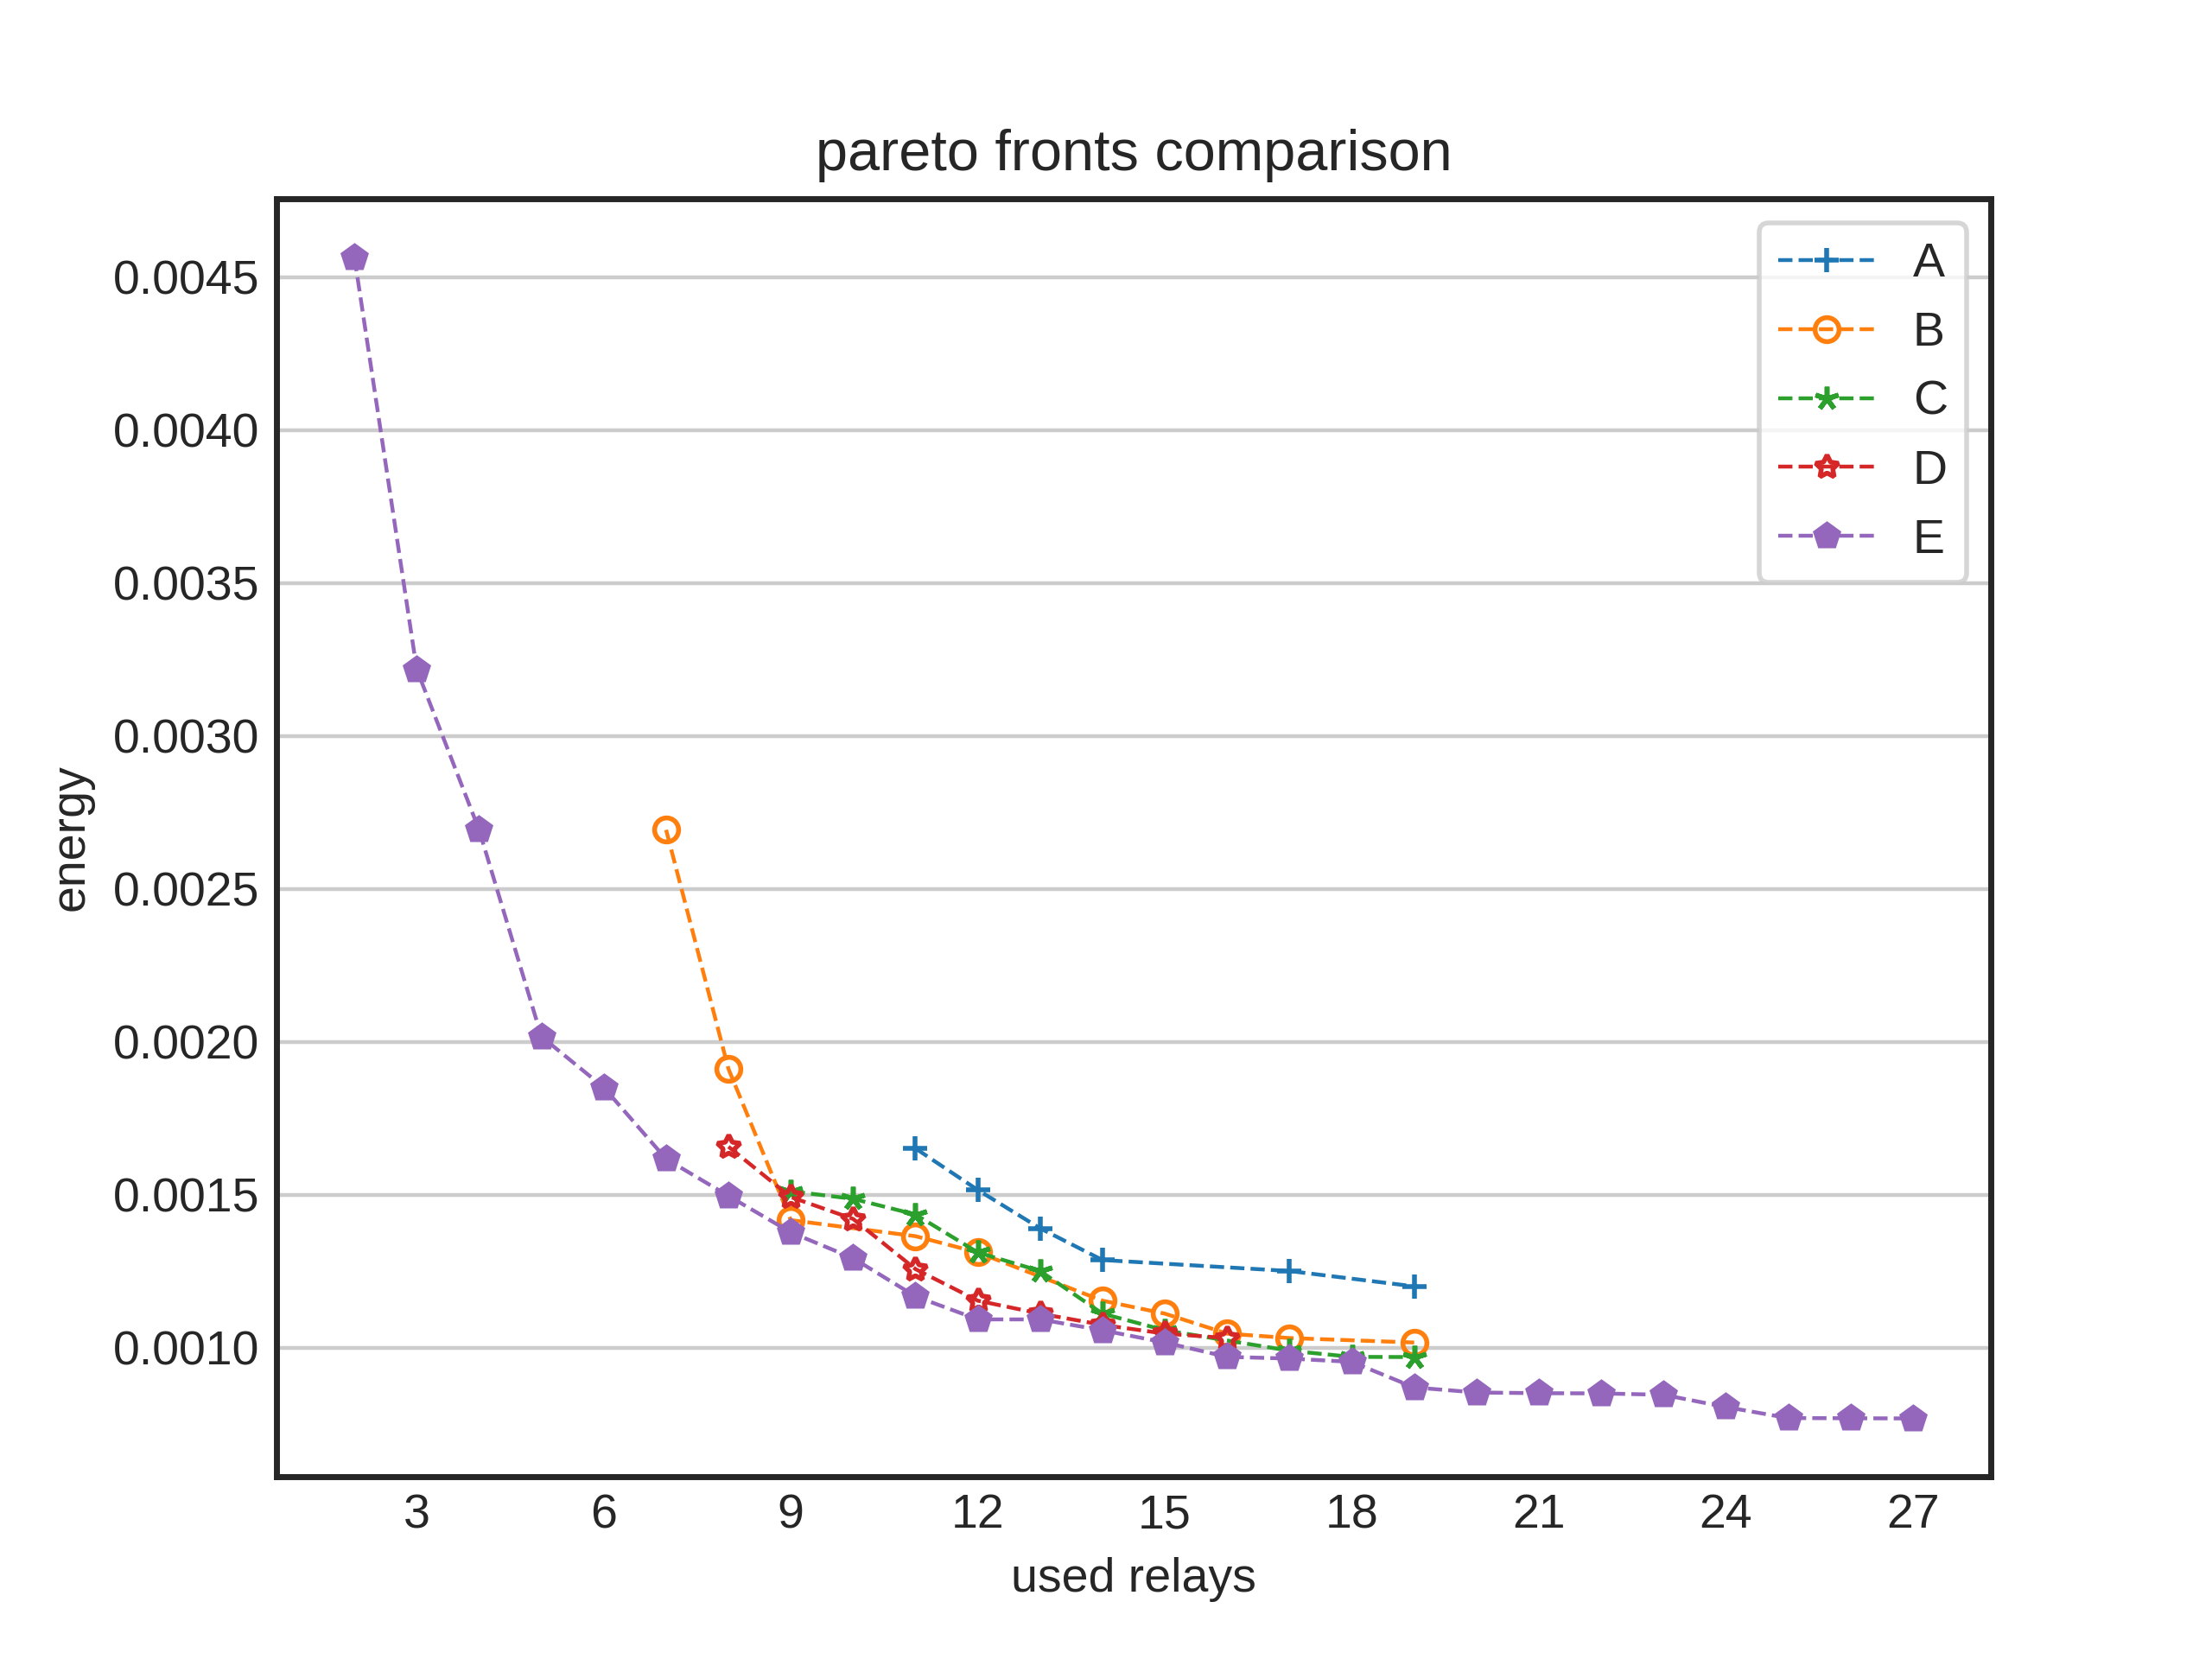 pareto fronts comparison
A
B
C
D
E
0.0045
0.0040
0.0035
0.0030
0.0025
0.0020
0.0015
0.0010
energy
3 6 9 12 15 18 21 24 27
used relays